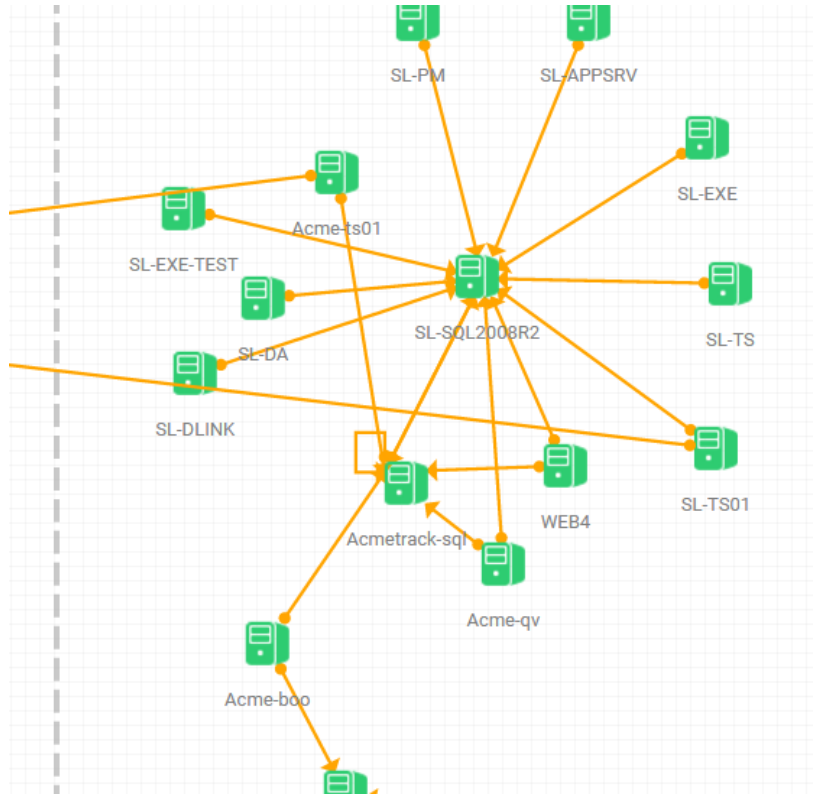 SL-PM
SL-APPSRV
SL-EXE
Acme-ts01
SL-EXE-TEST
SL-SQL2008R2
SL-TS
SL-DA
SL-DLINK
SL-TS01
WEB4
Acmetrack-sql
Acme-qv
Acme-boo